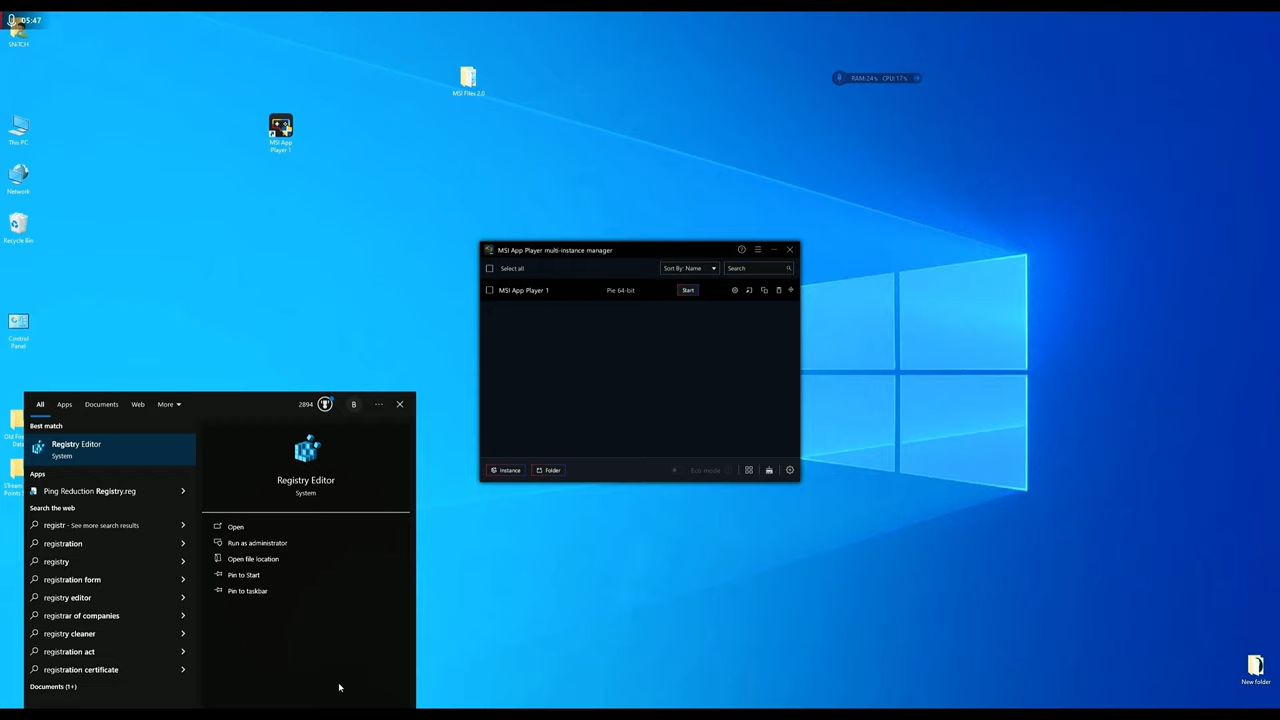 05:47
SNiTCH
MSI Files 2.0
RAM:24% CPU:17%
MSI App
Player 1
This PC
Network
Recycle Bin
Control
Panel
MSI App Player multi-instance manager
Select all
Sort By: Name
Search
MSI App Player 1
Pie 64-bit
Start
Instance
Folder
Eco mode
All
Apps
Documents
Web
More
2894
B
Best match
Registry Editor
System
Apps
Ping Reduction Registry.reg
Search the web
registr - See more search results
registration
registry
registration form
registry editor
registrar of companies
registry cleaner
registration act
registration certificate
Documents (1+)
Registry Editor
System
Open
Run as administrator
Open file location
Pin to Start
Pin to taskbar
New folder